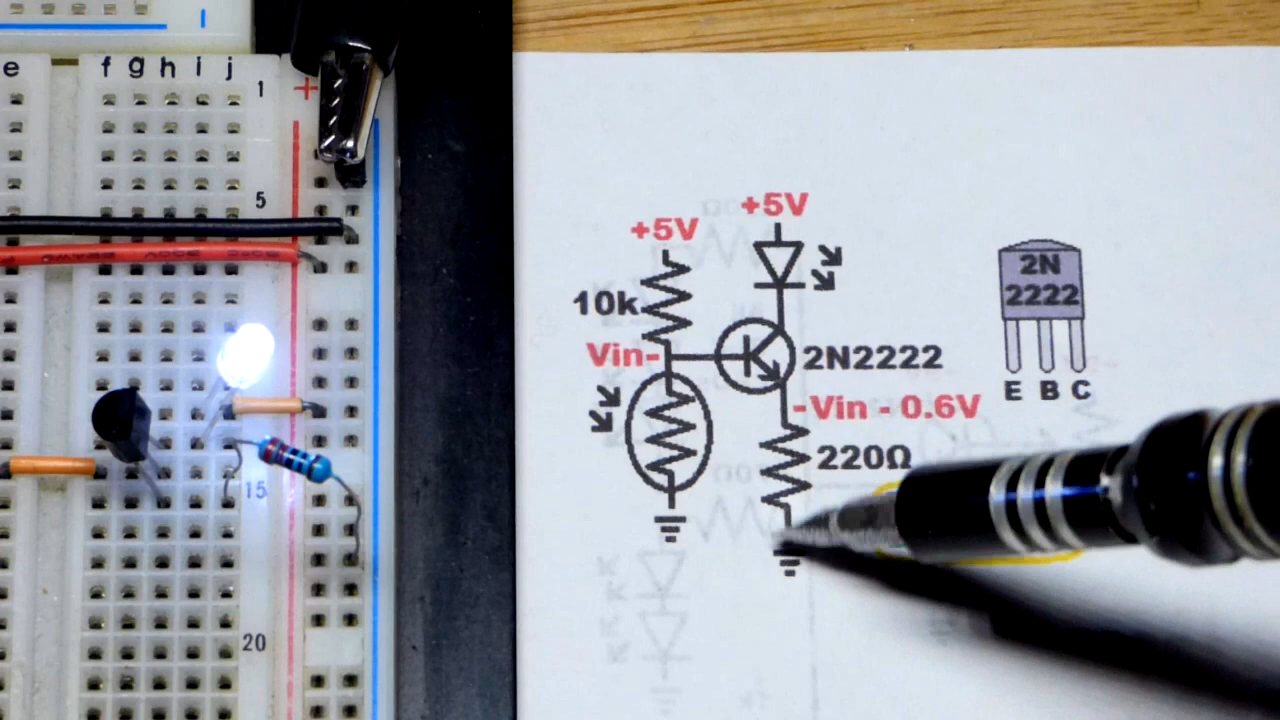 e f g h i j
1
+
5
15
20
+5V
+5V
10k
Vin-
2N2222
-Vin - 0.6V
220Ω
2N
2222
E B C